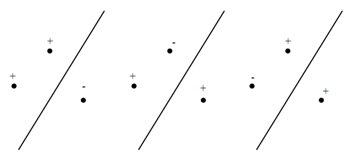 + - +
+ + -
- + +